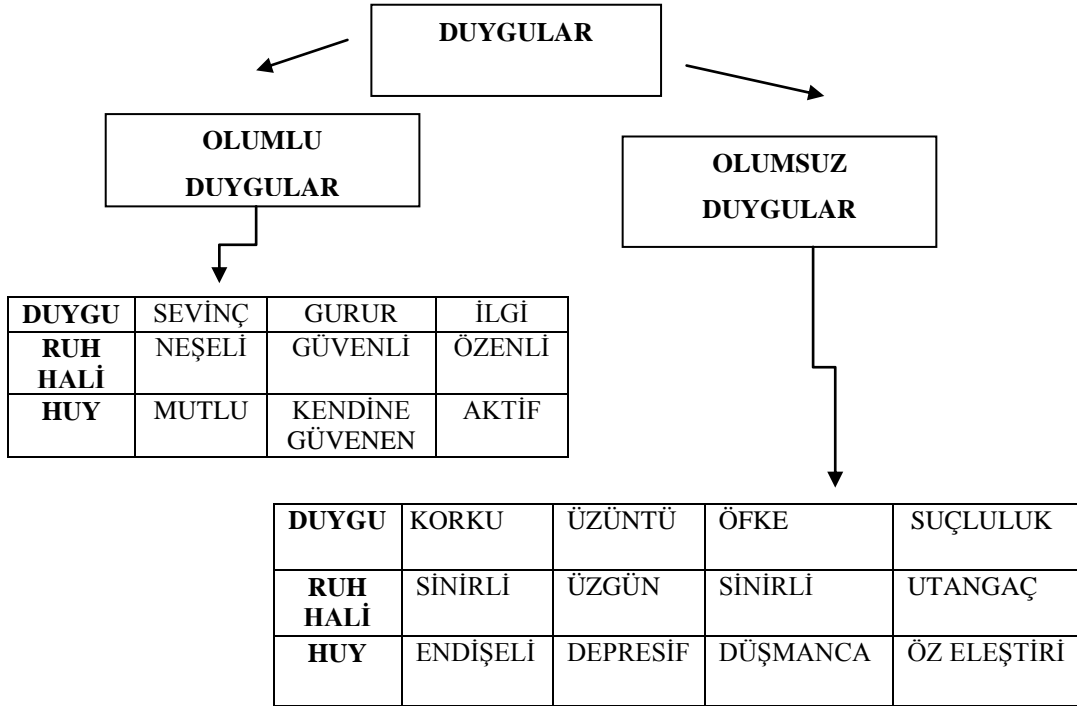 DUYGULAR
OLUMLU
DUYGULAR
OLUMSUZ
DUYGULAR
DUYGU SEVİNÇ GURUR İLGİ
RUH HALİ NEŞELİ GÜVENLİ ÖZENLİ
HUY MUTLU KENDİNE GÜVENEN AKTİF
DUYGU KORKU ÜZÜNTÜ ÖFKE SUÇLULUK
RUH HALİ SİNİRLİ ÜZGÜN SİNİRLİ UTANGAÇ
HUY ENDİŞELİ DEPRESİF DÜŞMANCA ÖZ ELEŞTİRİ